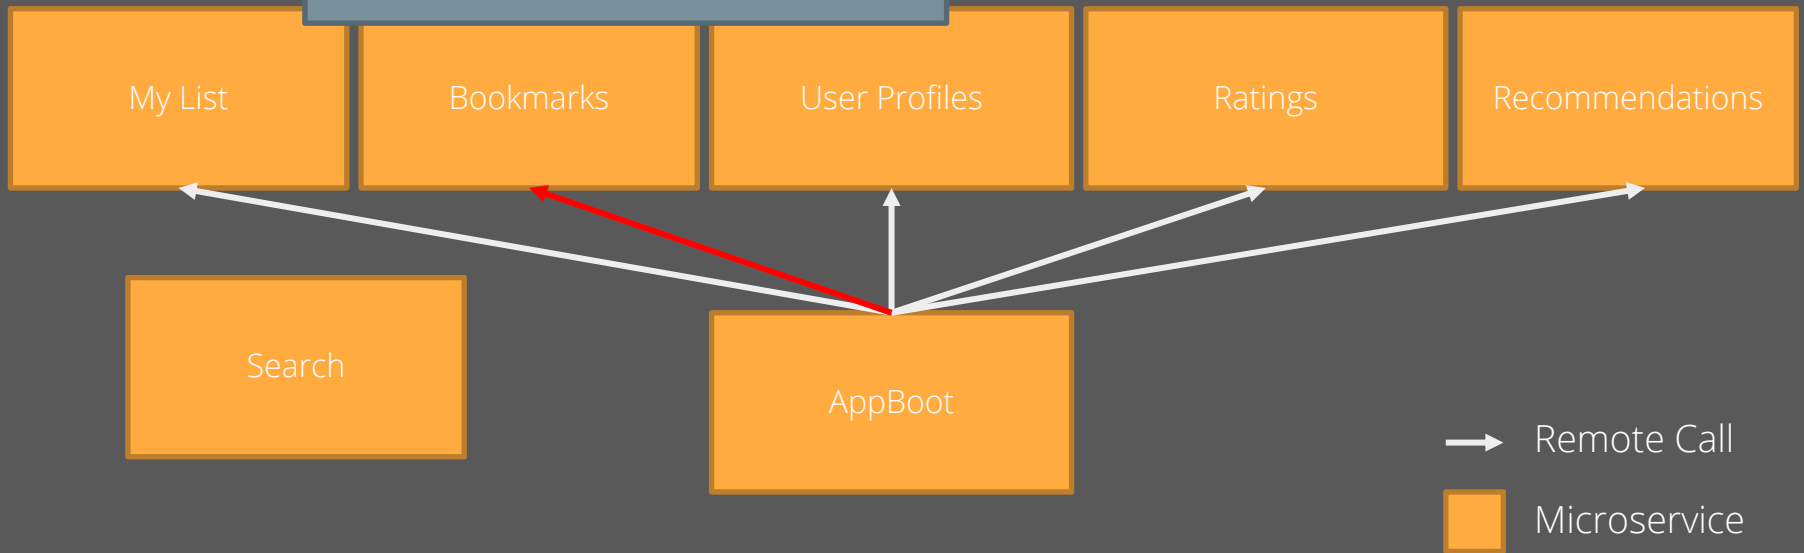 My List
Bookmarks
User Profiles
Ratings
Recommendations
Search
AppBoot
Remote Call
Microservice